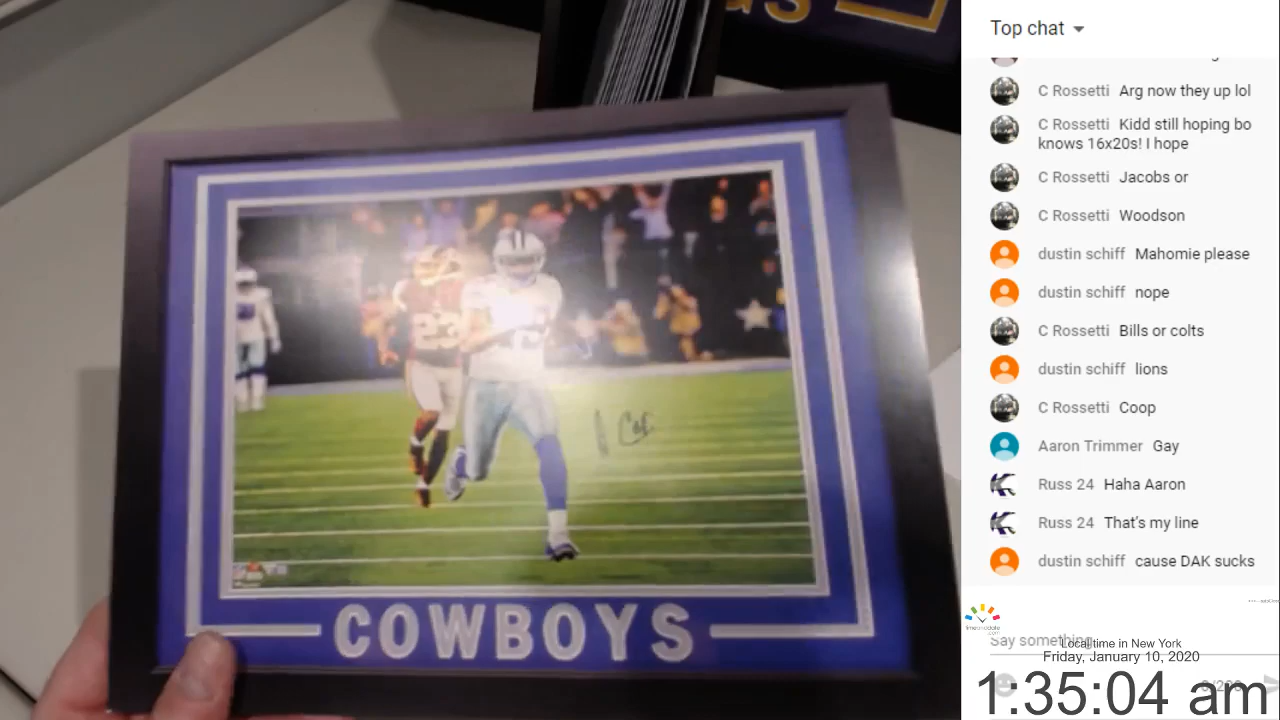 Top chat
C Rossetti Arg now they up lol
C Rossetti Kidd still hoping bo
knows 16x20s! I hope
C Rossetti Jacobs or
C Rossetti Woodson
dustin schiff Mahomie please
dustin schiff nope
C Rossetti Bills or colts
dustin schiff lions
C Rossetti Coop
Aaron Trimmer Gay
Russ 24 Haha Aaron
Russ 24 That's my line
dustin schiff cause DAK sucks
Say something...
Local time in New York
Friday, January 10, 2020
1:35:04 am
23
COWBOYS